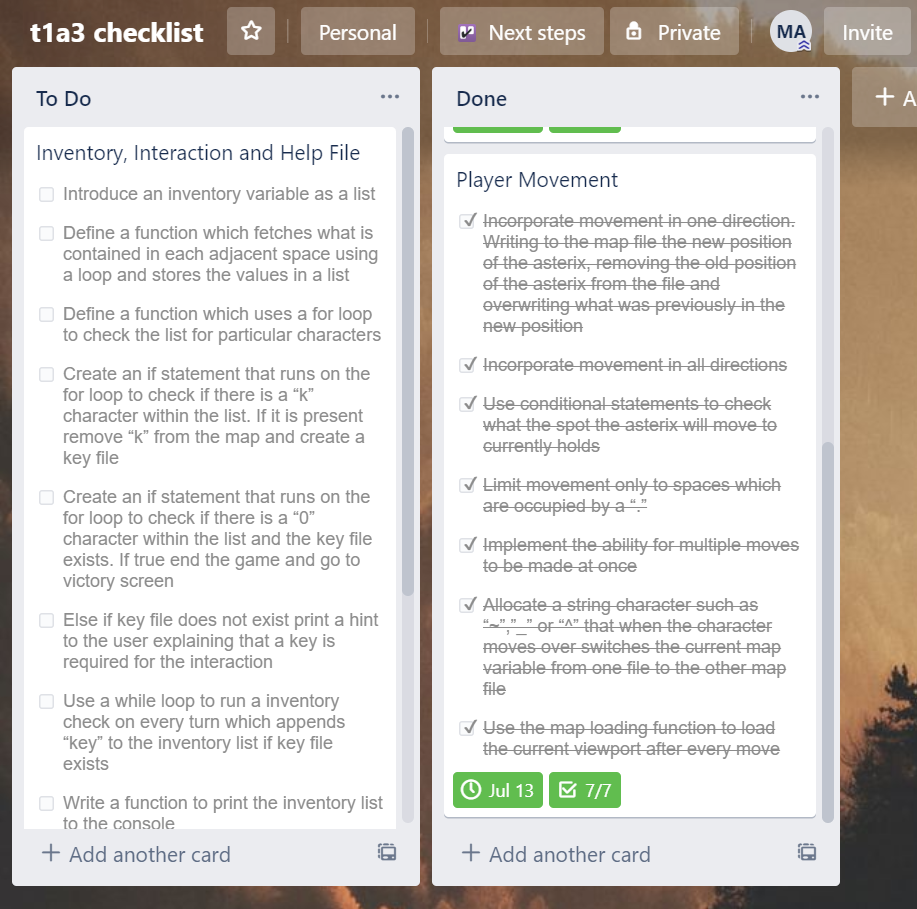 t1a3 checklist
Personal
Next steps
Private
MA
Invite
To Do
Inventory, Interaction and Help File
Introduce an inventory variable as a list
Define a function which fetches what is
contained in each adjacent space using
a loop and stores the values in a list
Define a function which uses a for loop
to check the list for particular characters
Create an if statement that runs on the
for loop to check if there is a “k”
character within the list. If it is present
remove “k” from the map and create a
key file
Create an if statement that runs on the
for loop to check if there is a “0”
character within the list and the key file
exists. If true end the game and go to
victory screen
Else if key file does not exist print a hint
to the user explaining that a key is
required for the interaction
Use a while loop to run a inventory
check on every turn which appends
“key” to the inventory list if key file
exists
Write a function to print the inventory list
to the console
+ Add another card
Done
Player Movement
Incorporate movement in one direction.
Writing to the map file the new position
of the asterix, removing the old position
of the asterix from the file and
overwriting what was previously in the
new position
Incorporate movement in all directions
Use conditional statements to check
what the spot the asterix will move to
currently holds
Limit movement only to spaces which
are occupied by a “.”
Implement the ability for multiple moves
to be made at once
Allocate a string character such as
“~”,”_” or “^” that when the character
moves over switches the current map
variable from one file to the other map
file
Use the map loading function to load
the current viewport after every move
Jul 13
7/7
+ Add another card
+ A